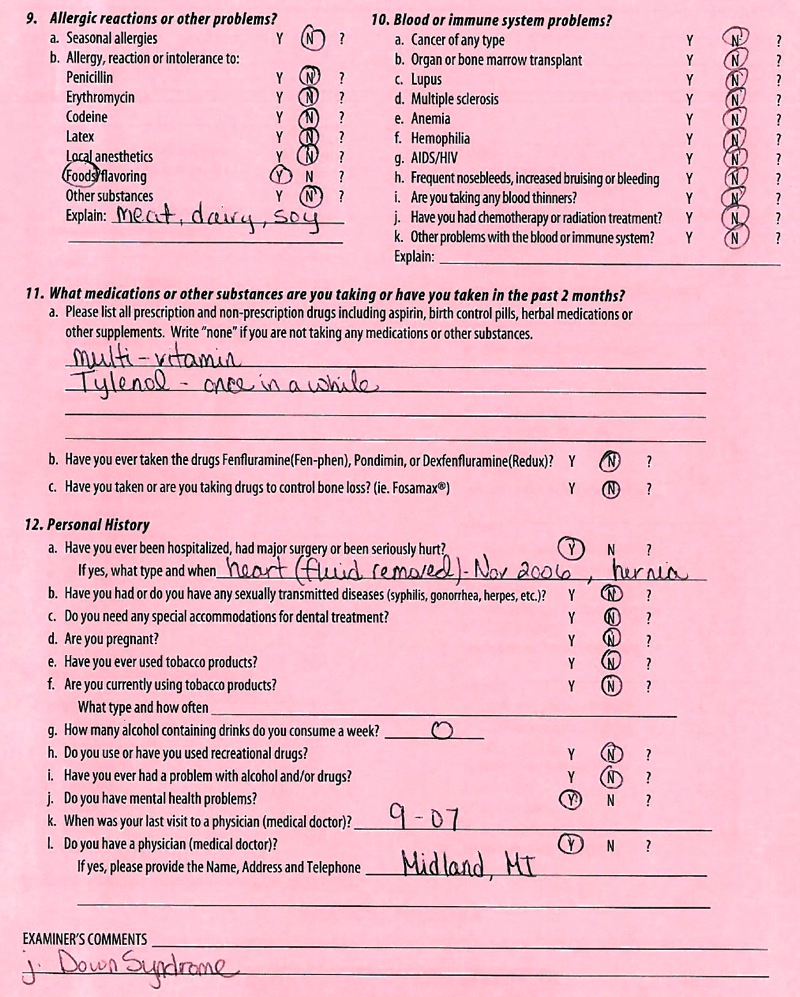 9. Allergic reactions or other problems?
a. Seasonal allergies Y N ?
b. Allergy, reaction or intolerance to:
Penicillin Y N ?
Erythromycin Y N ?
Codeine Y N ?
Latex Y N ?
Local anesthetics Y N ?
Foods/flavoring Y N ?
Other substances Y N ?
Explain: meat, dairy, soy
10. Blood or immune system problems?
a. Cancer of any type Y N ?
b. Organ or bone marrow transplant Y N ?
c. Lupus Y N ?
d. Multiple sclerosis Y N ?
e. Anemia Y N ?
f. Hemophilia Y N ?
g. AIDS/HIV Y N ?
h. Frequent nosebleeds, increased bruising or bleeding Y N ?
i. Are you taking any blood thinners? Y N ?
j. Have you had chemotherapy or radiation treatment? Y N ?
k. Other problems with the blood or immune system? Y N ?
Explain:
11. What medications or other substances are you taking or have you taken in the past 2 months?
a. Please list all prescription and non-prescription drugs including aspirin, birth control pills, herbal medications or
other supplements. Write "none" if you are not taking any medications or other substances.
multi-vitamin
Tylenol - once in a while
b. Have you ever taken the drugs Fenfluramine(Fen-phen), Pondimin, or Dexfenfluramine(Redux)? Y N ?
c. Have you taken or are you taking drugs to control bone loss? (ie. Fosamax®) Y N ?
12. Personal History
a. Have you ever been hospitalized, had major surgery or been seriously hurt? Y N ?
If yes, what type and when heart (fluid removed)- Nov 2006, hernia
b. Have you had or do you have any sexually transmitted diseases (syphilis, gonorrhea, herpes, etc.)? Y N ?
c. Do you need any special accommodations for dental treatment? Y N ?
d. Are you pregnant? Y N ?
e. Have you ever used tobacco products? Y N ?
f. Are you currently using tobacco products? Y N ?
What type and how often
g. How many alcohol containing drinks do you consume a week? 0
h. Do you use or have you used recreational drugs? Y N ?
i. Have you ever had a problem with alcohol and/or drugs? Y N ?
j. Do you have mental health problems? Y N ?
k. When was your last visit to a physician (medical doctor)? 9-07
l. Do you have a physician (medical doctor)? Y N ?
If yes, please provide the Name, Address and Telephone Midland, MI
EXAMINER'S COMMENTS
j. Down Syndrome